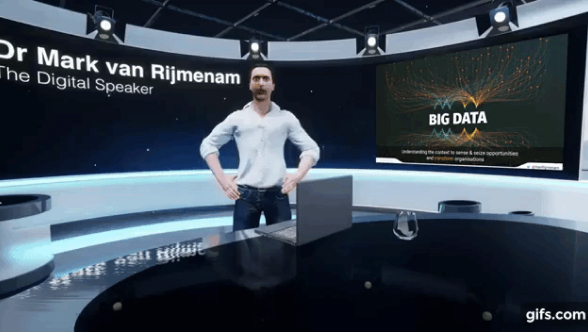 Dr Mark van Rijmenam
The Digital Speaker
BIG DATA
Understanding the context to sense & seize opportunities
and transform organisations
gifs.com